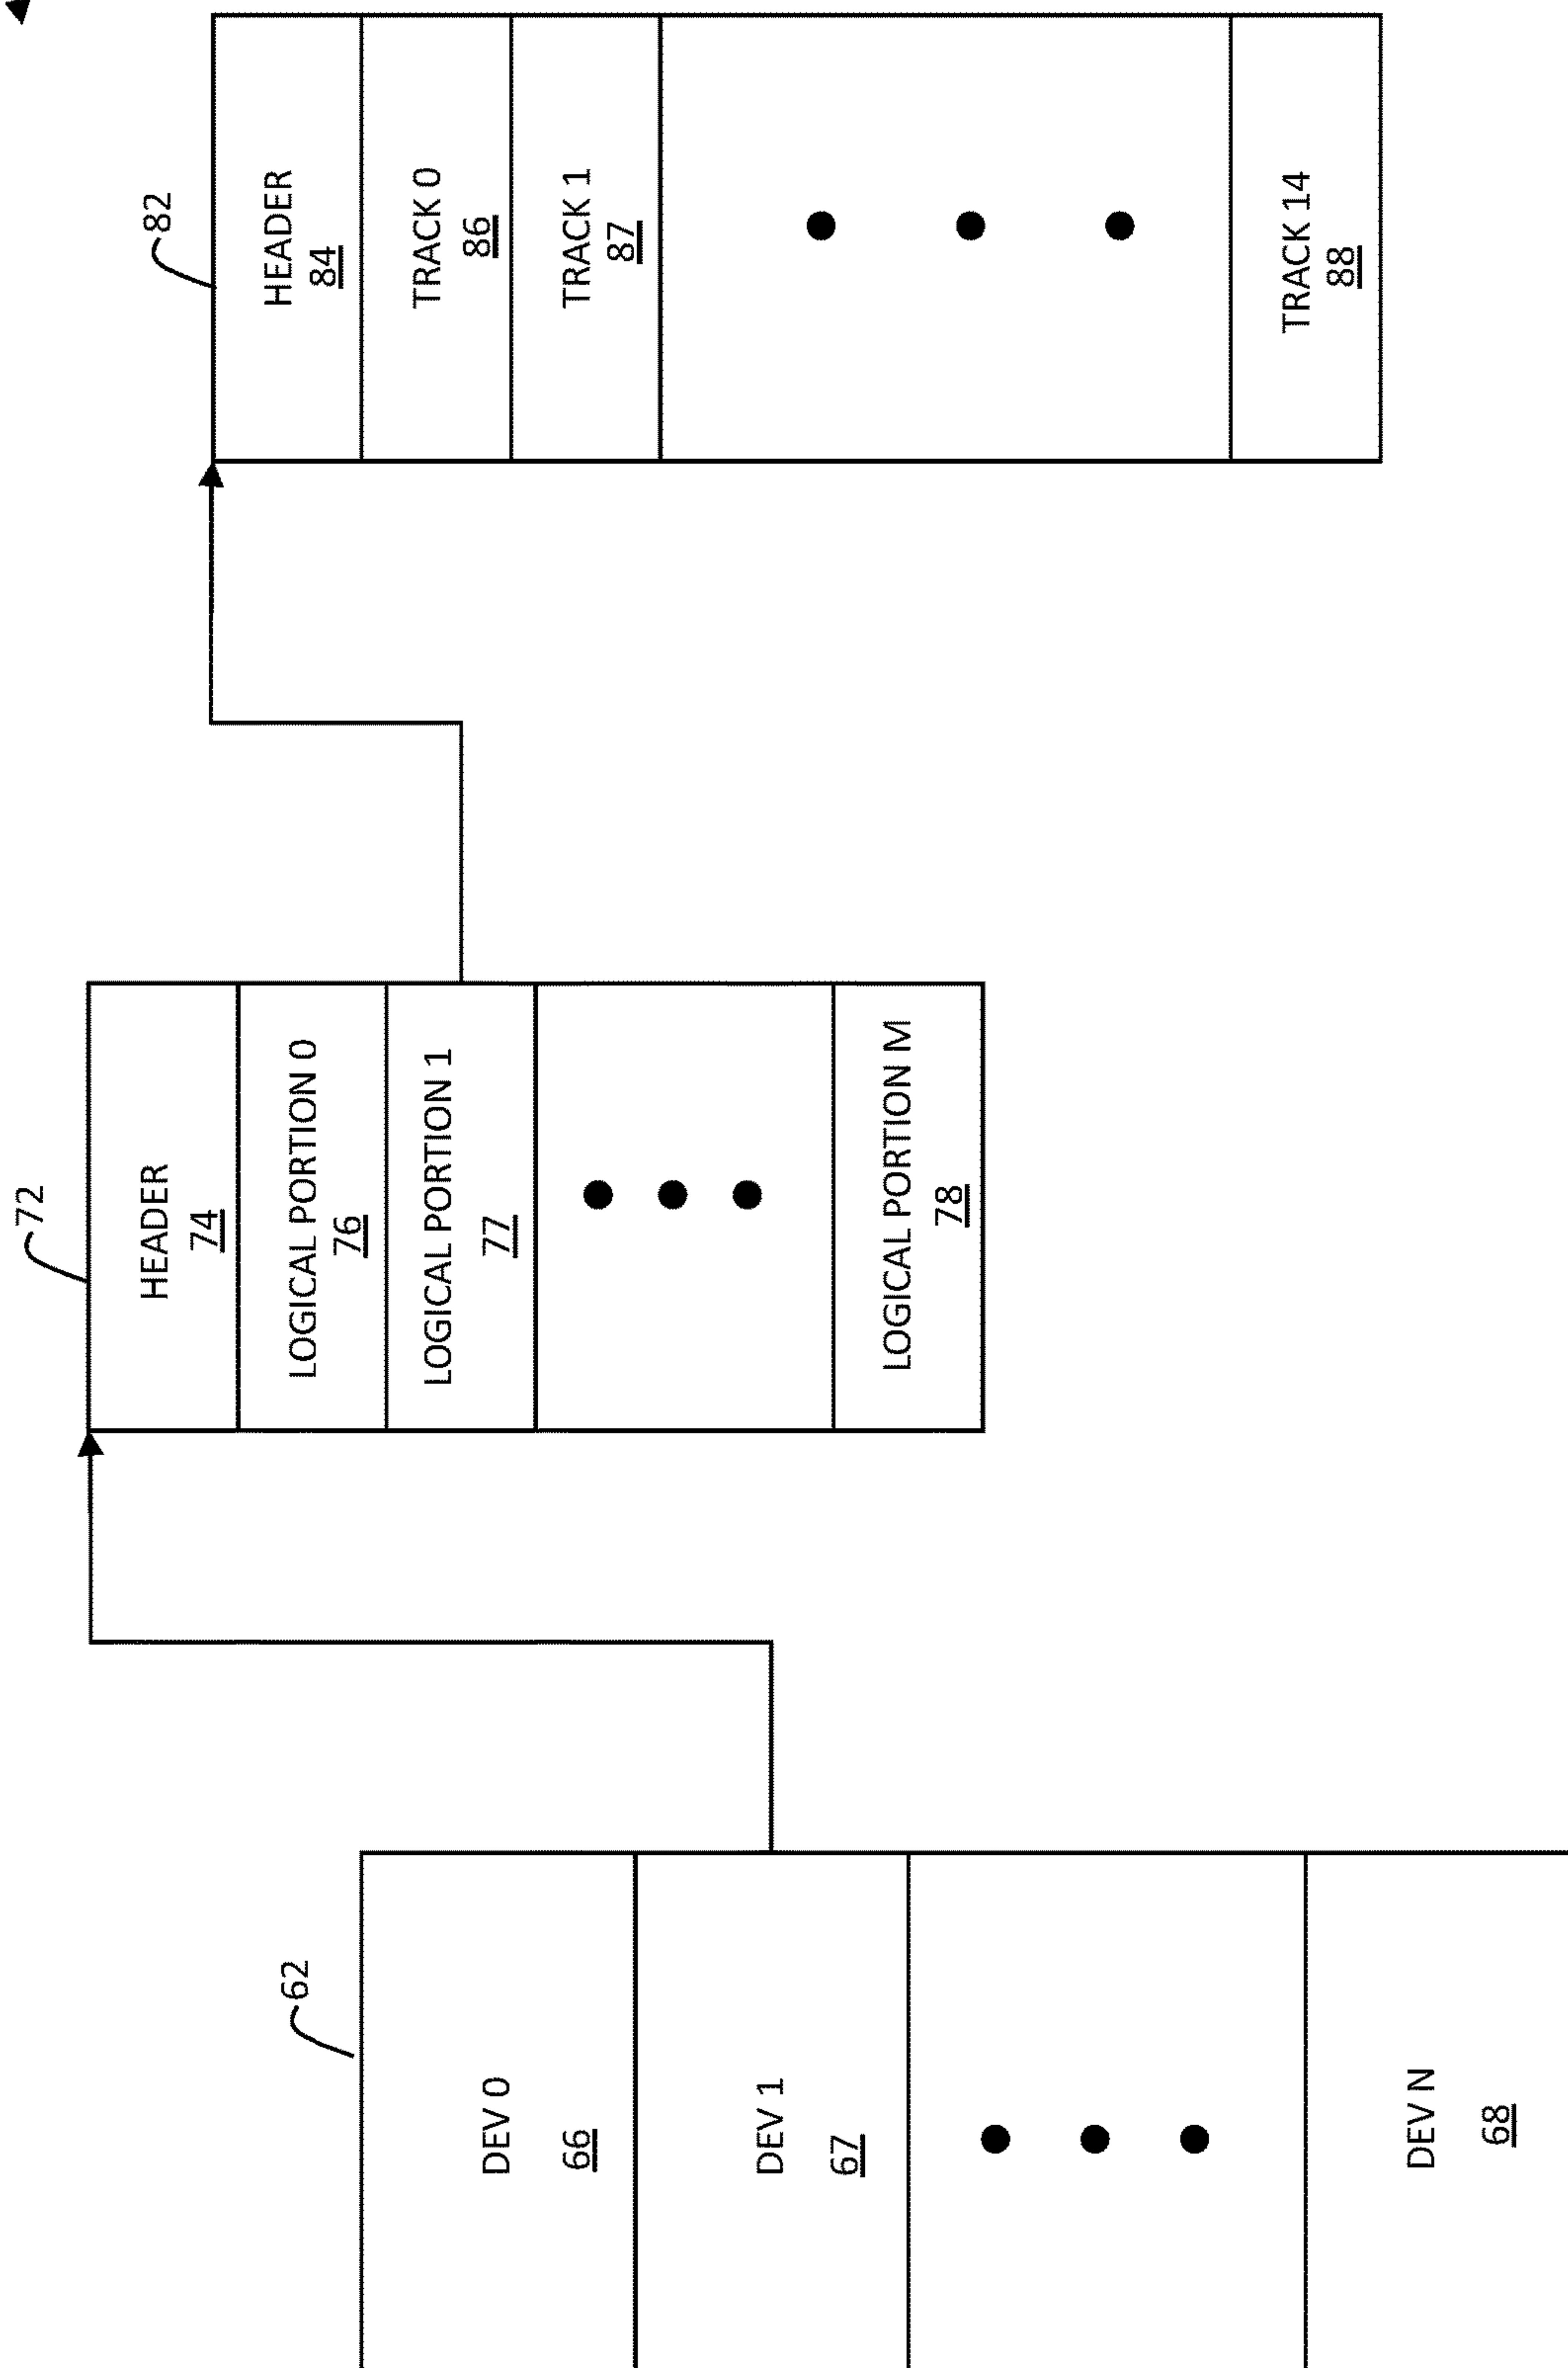 62
DEV 0
66
DEV 1
67
DEV N
68
72
HEADER
74
LOGICAL PORTION 0
76
LOGICAL PORTION 1
77
LOGICAL PORTION M
78
82
HEADER
84
TRACK 0
86
TRACK 1
87
TRACK 14
88